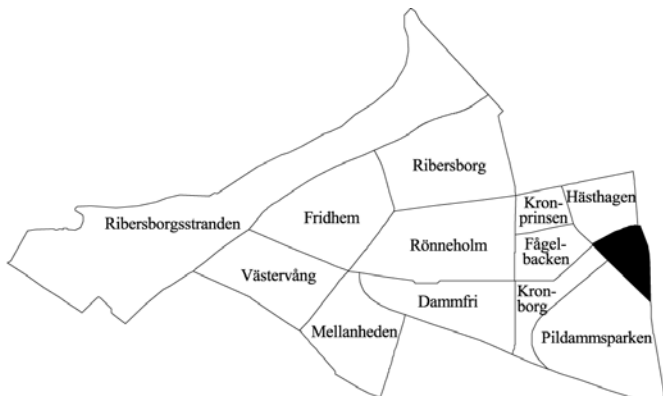 Ribersborg
Hästhagen
Kron-
prinsen
Ribersborgsstranden
Fridhem
Rönneholm
Fågel-
backen
Västervång
Dammfri
Kron-
borg
Mellanheden
Pildammsparken